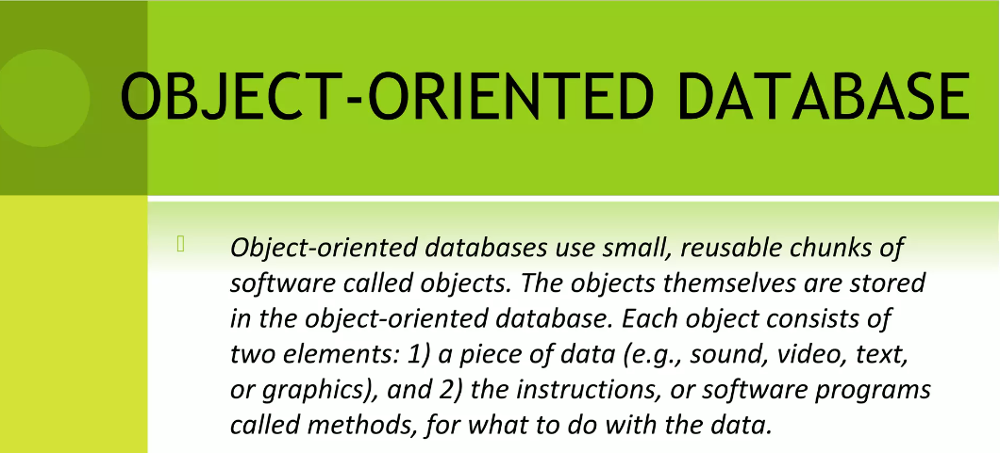 OBJECT-ORIENTED DATABASE
Object-oriented databases use small, reusable chunks of
software called objects. The objects themselves are stored
in the object-oriented database. Each object consists of
two elements: 1) a piece of data (e.g., sound, video, text,
or graphics), and 2) the instructions, or software programs
called methods, for what to do with the data.